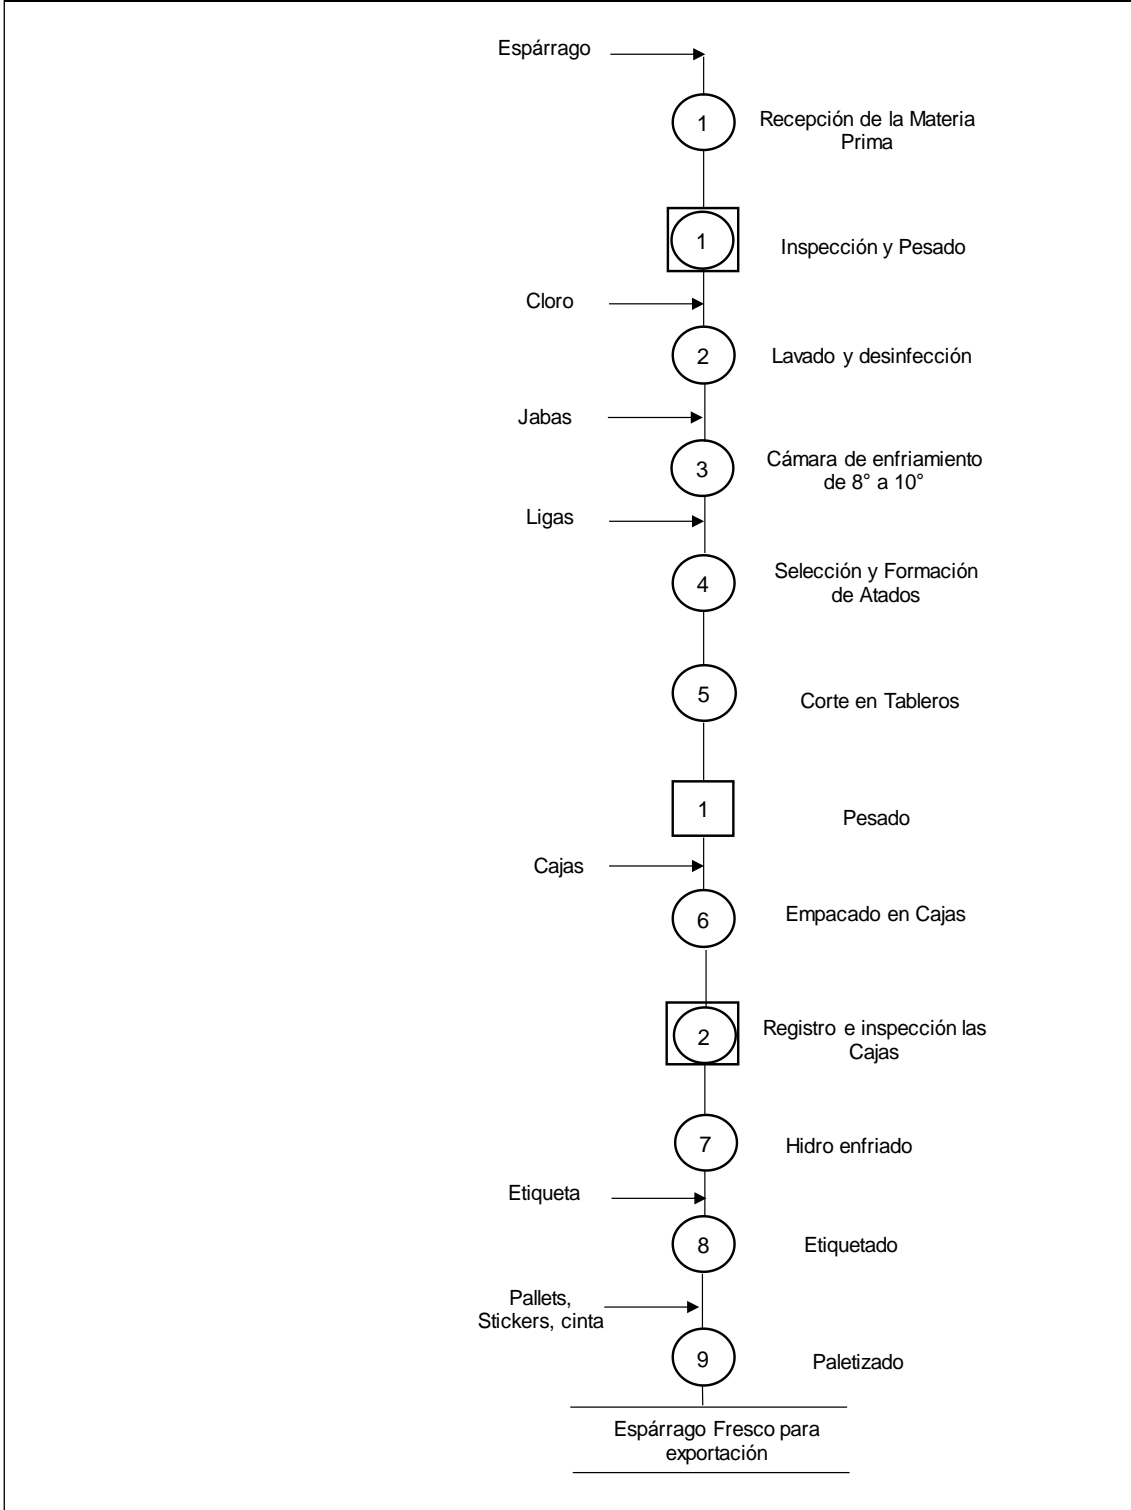 Espárrago
1
Recepción de la Materia
Prima
1
Inspección y Pesado
Cloro
2
Lavado y desinfección
Jabas
3
Cámara de enfriamiento
de 8° a 10°
Ligas
4
Selección y Formación
de Atados
5
Corte en Tableros
1
Pesado
Cajas
6
Empacado en Cajas
2
Registro e inspección las
Cajas
7
Hidro enfriado
Etiqueta
8
Etiquetado
Pallets,
Stickers, cinta
9
Paletizado
Espárrago Fresco para
exportación